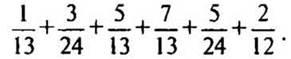 1/13 + 3/24 + 5/13 + 7/13 + 5/24 + 2/12.